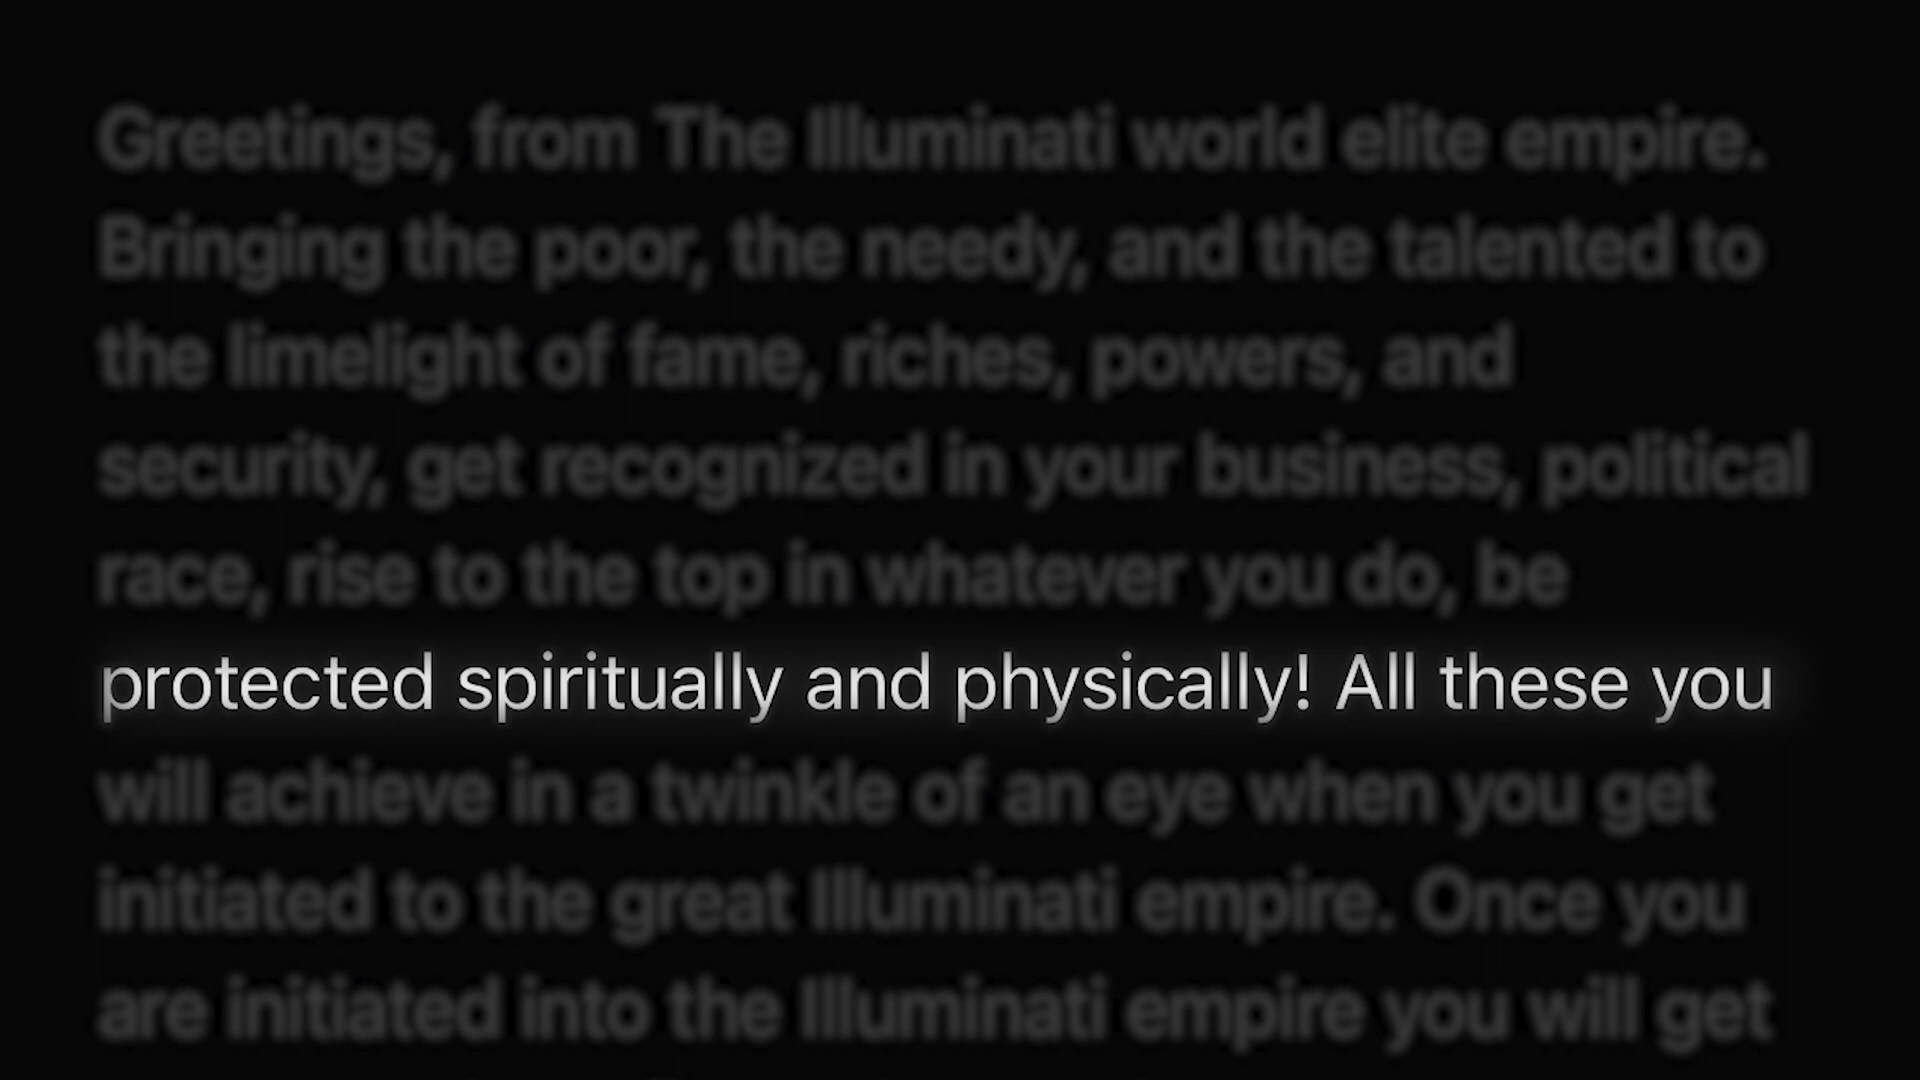 Greetings, from The Illuminati world elite empire.
Bringing the poor, the needy, and the talented to
the limelight of fame, riches, powers, and
security, get recognized in your business, political
race, rise to the top in whatever you do, be
protected spiritually and physically! All these you
will achieve in a twinkle of an eye when you get
initiated to the great Illuminati empire. Once you
are initiated into the Illuminati empire you will get